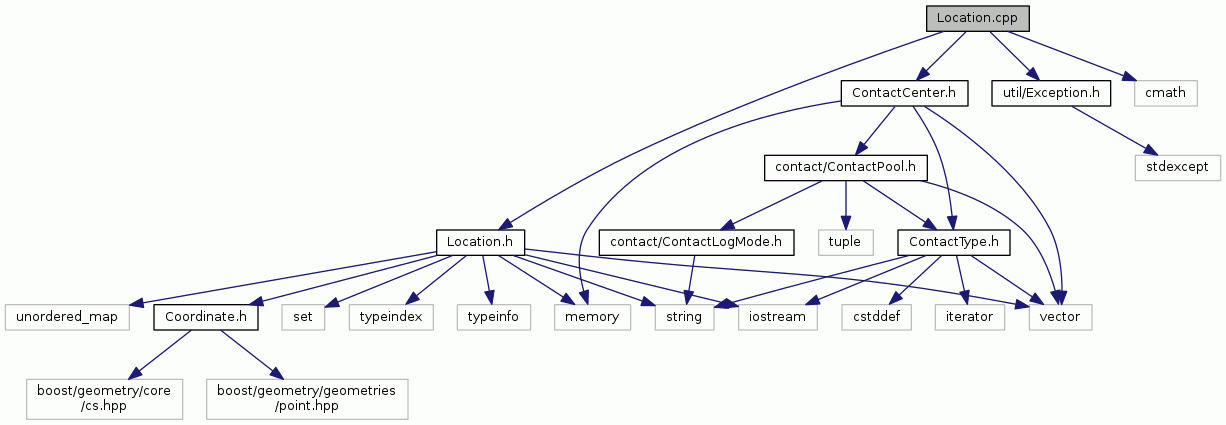 Location.cpp
ContactCenter.h
util/Exception.h
cmath
contact/ContactPool.h
stdexcept
Location.h
contact/ContactLogMode.h
tuple
ContactType.h
unordered_map
Coordinate.h
set
typeindex
typeinfo
memory
string
iostream
cstddef
iterator
vector
boost/geometry/core
/cs.hpp
boost/geometry/geometries
/point.hpp